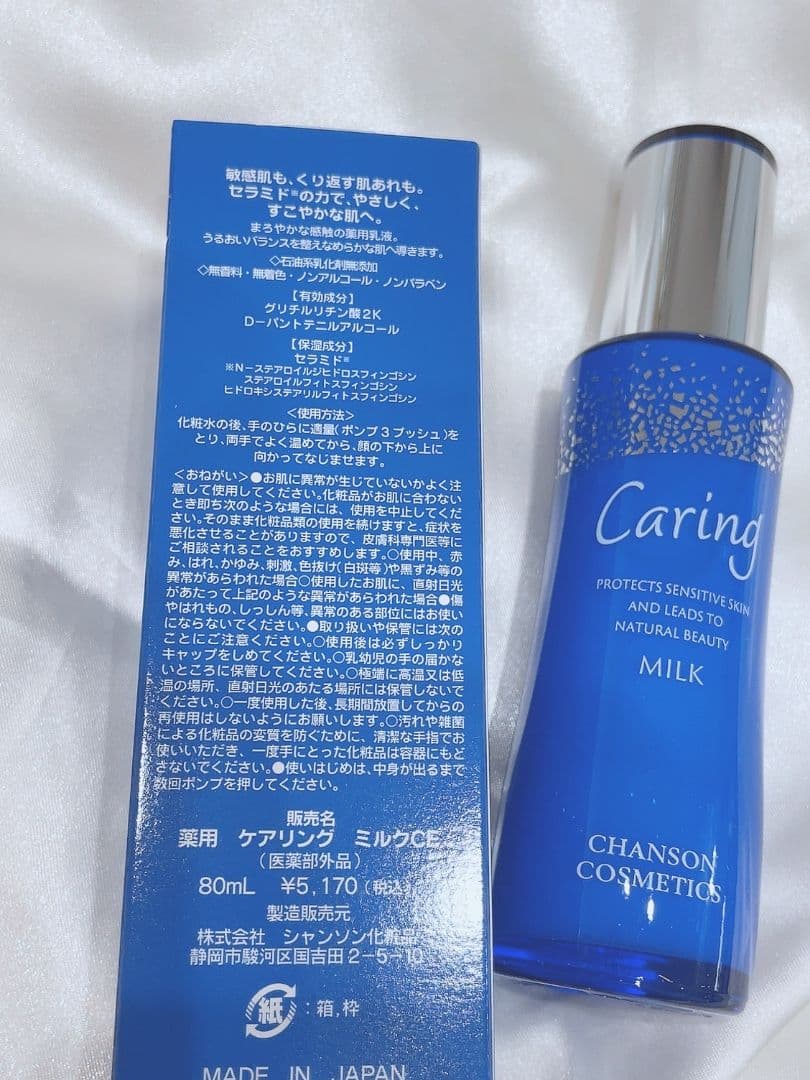 敏感肌も、くり返す肌あれも。
セラミド※の力で、やさしく、
すこやかな肌へ。
まろやかな感触の薬用乳液。
うるおいバランスを整えなめらかな肌へ導きます。
◇石油系乳化剤無添加
◇無香料・無着色・ノンアルコール・ノンパラベン
【有効成分】
グリチルリチン酸2K
D-パントテニルアルコール
【保湿成分】
セラミド※
※N-ステアロイルジヒドロスフィンゴシン
ステアロイルフィトスフィンゴシン
ヒドロキシステアリルフィトスフィンゴシン
<使用方法>
化粧水の後、手のひらに適量(ポンプ3プッシュ)を
とり、両手でよく温めてから、顔の下から上に
向かってなじませます。
<おねがい>●お肌に異常が生じていないかよく注
意して使用してください。化粧品がお肌に合わない
とき即ち次のような場合には、使用を中止してくだ
さい。そのまま化粧品類の使用を続けますと、症状を
悪化させることがありますので、皮膚科専門医等に
ご相談されることをおすすめします。○使用中、赤
み、はれ、かゆみ、刺激、色抜け(白斑等)や黒ずみ等の
異常があらわれた場合○使用したお肌に、直射日光
があたって上記のような異常があらわれた場合●傷
やはれもの、しっしん等、異常のある部位にはお使い
にならないでください。●取り扱いや保管には次の
ことにご注意ください。○使用後は必ずしっかり
キャップをしめてください。○乳幼児の手の届かな
いところに保管してください。○極端に高温又は低
温の場所、直射日光のあたる場所には保管しないで
ください。○一度使用した後、長期間放置してからの
再使用はしないようにお願いします。○汚れや雑菌
による化粧品の変質を防ぐために、清潔な手指でお
使いいただき、一度手にとった化粧品は容器にもど
さないでください。●使いはじめは、中身が出るまで
数回ポンプを押してください。
販売名
薬用 ケアリング ミルクCE
(医薬部外品)
80mL ¥5,170(税込)
製造販売元
株式会社 シャンソン化粧品
静岡市駿河区国吉田2-5-10
紙:箱,枠
MADE IN JAPAN
Caring
PROTECTS SENSITIVE SKIN
AND LEADS TO
NATURAL BEAUTY
MILK
CHANSON
COSMETICS